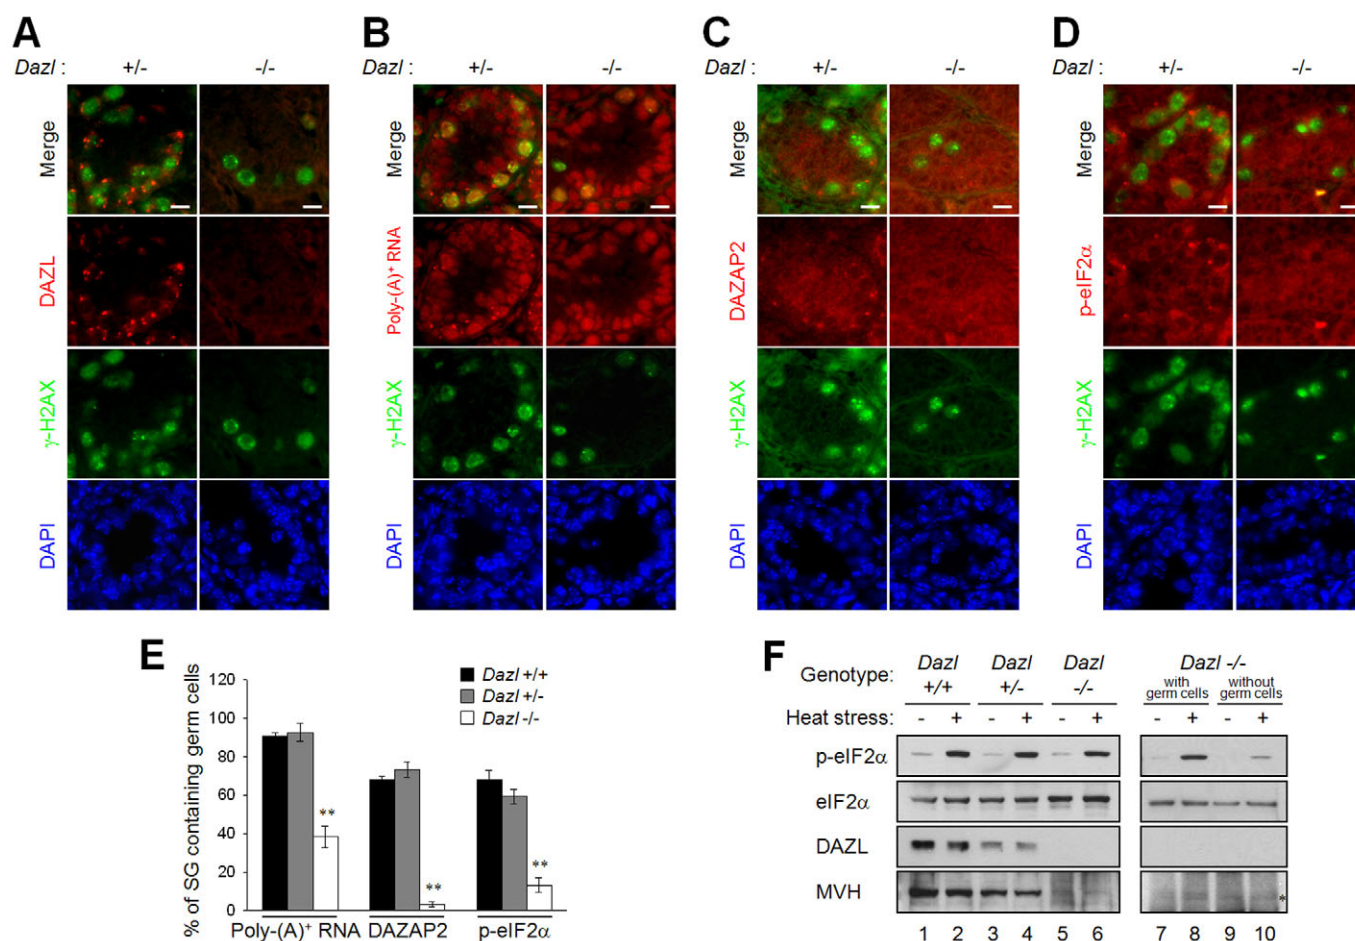 A
B
C
D
Dazl : +/- -/-
Dazl : +/- -/-
Dazl : +/- -/-
Dazl : +/- -/-
Merge
Merge
Merge
Merge
DAZL
Poly-(A)⁺ RNA
DAZAP2
p-eIF2α
γ-H2AX
γ-H2AX
γ-H2AX
γ-H2AX
DAPI
DAPI
DAPI
DAPI
E
% of SG containing germ cells
120
100
80
60
40
20
0
Dazl +/+
Dazl +/-
Dazl -/-
**
**
**
Poly-(A)⁺ RNA DAZAP2 p-eIF2α
F
Genotype: Dazl +/+ Dazl +/- Dazl -/- Dazl -/-
with germ cells without germ cells
Heat stress: - + - + - + - + - +
p-eIF2α
eIF2α
DAZL
MVH
*
1 2 3 4 5 6 7 8 9 10